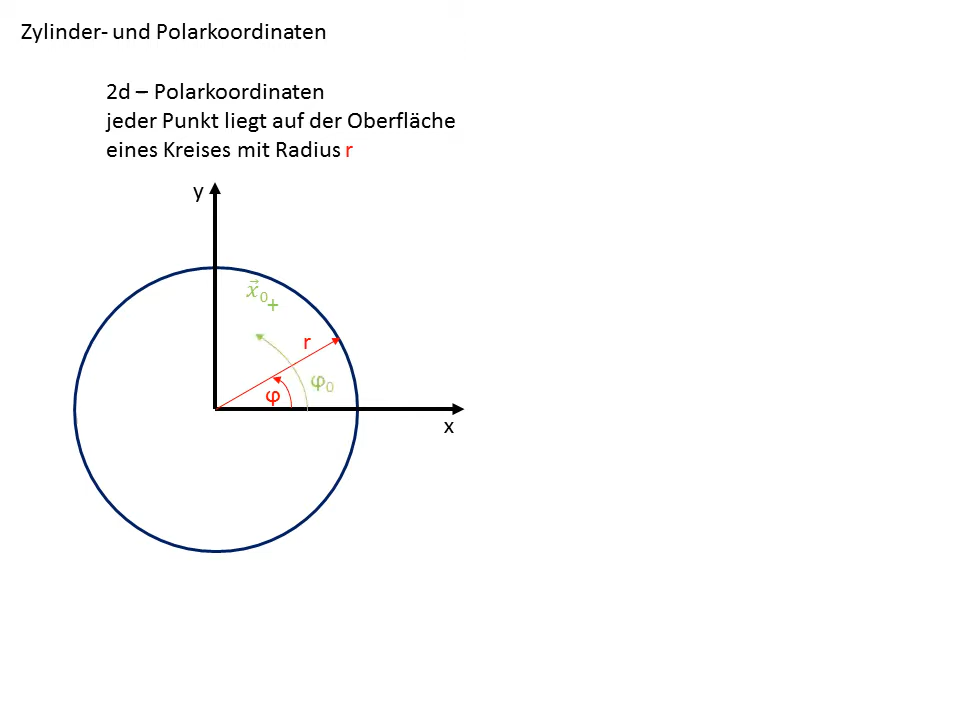 Zylinder- und Polarkoordinaten
2d – Polarkoordinaten
jeder Punkt liegt auf der Oberfläche
eines Kreises mit Radius r
y
x⃗₀
+
r
φ₀
φ
x